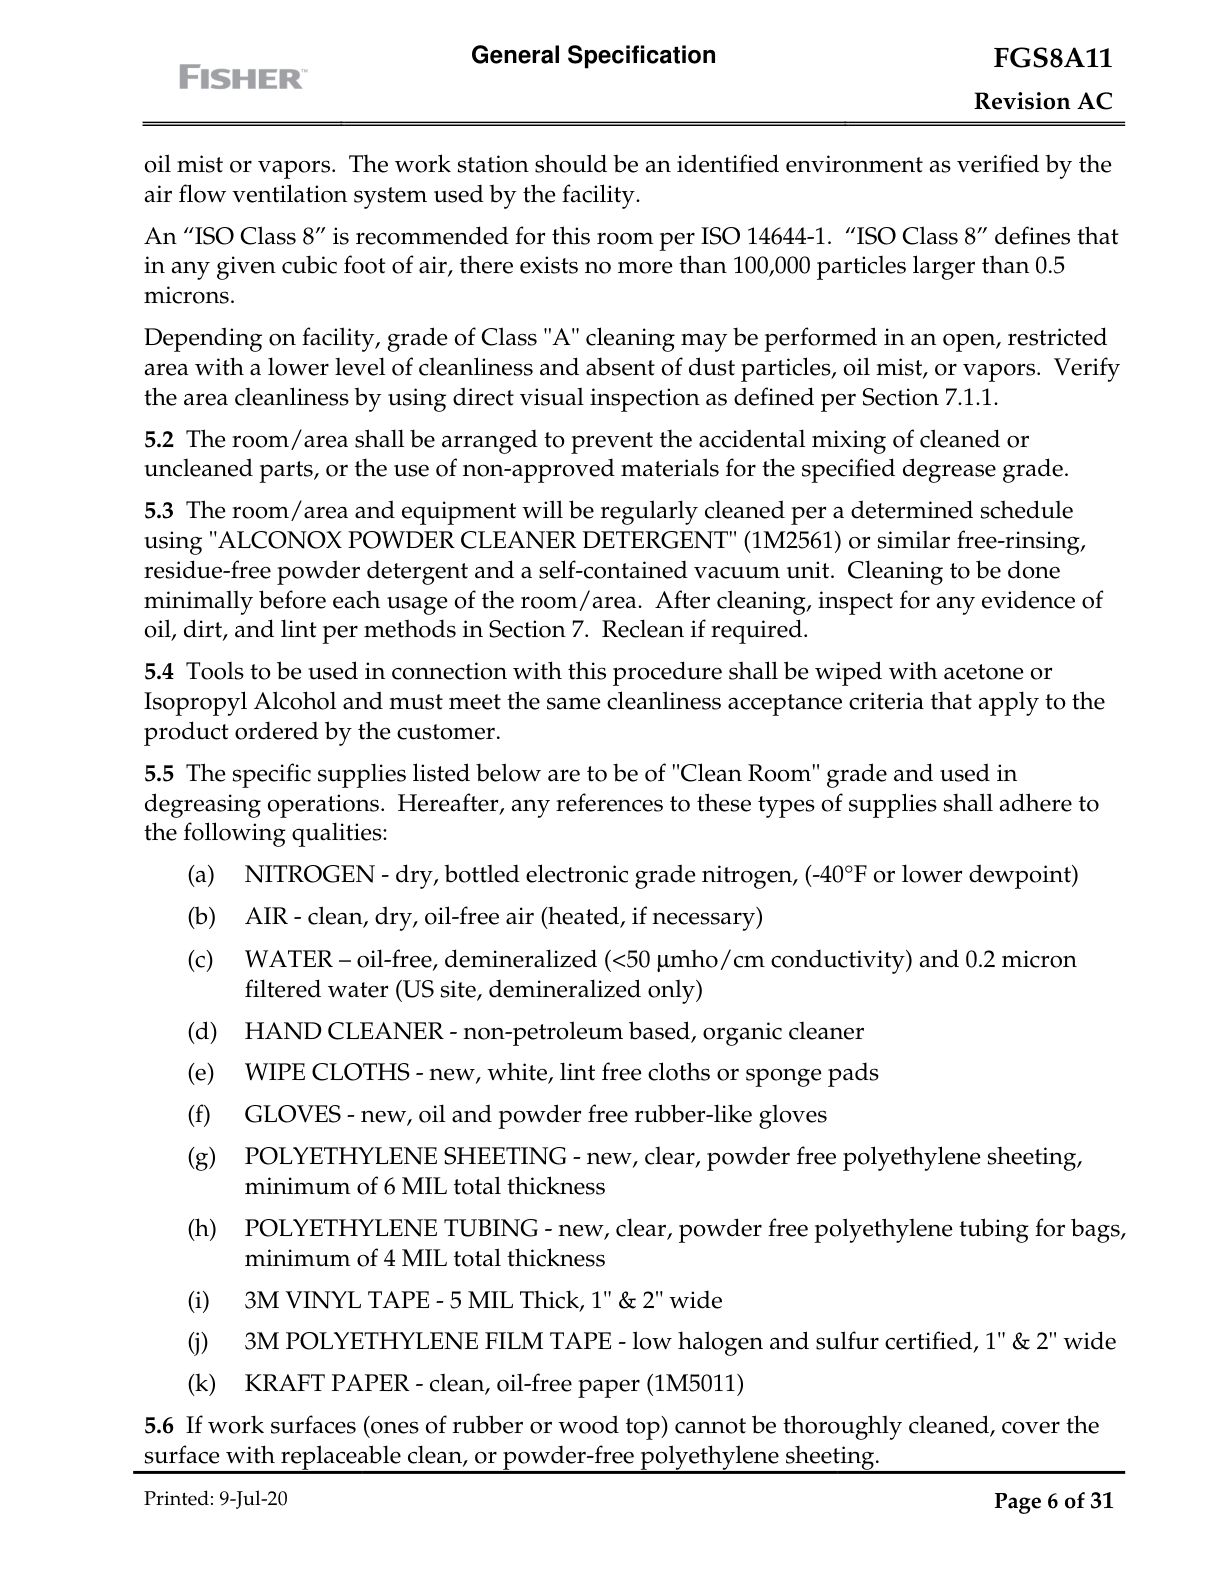 General Specification
FGS8A11
FISHER™
Revision AC
oil mist or vapors.  The work station should be an identified environment as verified by the
air flow ventilation system used by the facility.
An “ISO Class 8” is recommended for this room per ISO 14644-1.  “ISO Class 8” defines that
in any given cubic foot of air, there exists no more than 100,000 particles larger than 0.5
microns.
Depending on facility, grade of Class "A" cleaning may be performed in an open, restricted
area with a lower level of cleanliness and absent of dust particles, oil mist, or vapors.  Verify
the area cleanliness by using direct visual inspection as defined per Section 7.1.1.
5.2  The room/area shall be arranged to prevent the accidental mixing of cleaned or
uncleaned parts, or the use of non-approved materials for the specified degrease grade.
5.3  The room/area and equipment will be regularly cleaned per a determined schedule
using "ALCONOX POWDER CLEANER DETERGENT" (1M2561) or similar free-rinsing,
residue-free powder detergent and a self-contained vacuum unit.  Cleaning to be done
minimally before each usage of the room/area.  After cleaning, inspect for any evidence of
oil, dirt, and lint per methods in Section 7.  Reclean if required.
5.4  Tools to be used in connection with this procedure shall be wiped with acetone or
Isopropyl Alcohol and must meet the same cleanliness acceptance criteria that apply to the
product ordered by the customer.
5.5  The specific supplies listed below are to be of "Clean Room" grade and used in
degreasing operations.  Hereafter, any references to these types of supplies shall adhere to
the following qualities:
(a) NITROGEN - dry, bottled electronic grade nitrogen, (-40°F or lower dewpoint)
(b) AIR - clean, dry, oil-free air (heated, if necessary)
(c) WATER – oil-free, demineralized (<50 µmho/cm conductivity) and 0.2 micron
filtered water (US site, demineralized only)
(d) HAND CLEANER - non-petroleum based, organic cleaner
(e) WIPE CLOTHS - new, white, lint free cloths or sponge pads
(f) GLOVES - new, oil and powder free rubber-like gloves
(g) POLYETHYLENE SHEETING - new, clear, powder free polyethylene sheeting,
minimum of 6 MIL total thickness
(h) POLYETHYLENE TUBING - new, clear, powder free polyethylene tubing for bags,
minimum of 4 MIL total thickness
(i) 3M VINYL TAPE - 5 MIL Thick, 1" & 2" wide
(j) 3M POLYETHYLENE FILM TAPE - low halogen and sulfur certified, 1" & 2" wide
(k) KRAFT PAPER - clean, oil-free paper (1M5011)
5.6  If work surfaces (ones of rubber or wood top) cannot be thoroughly cleaned, cover the
surface with replaceable clean, or powder-free polyethylene sheeting.
Printed: 9-Jul-20
Page 6 of 31